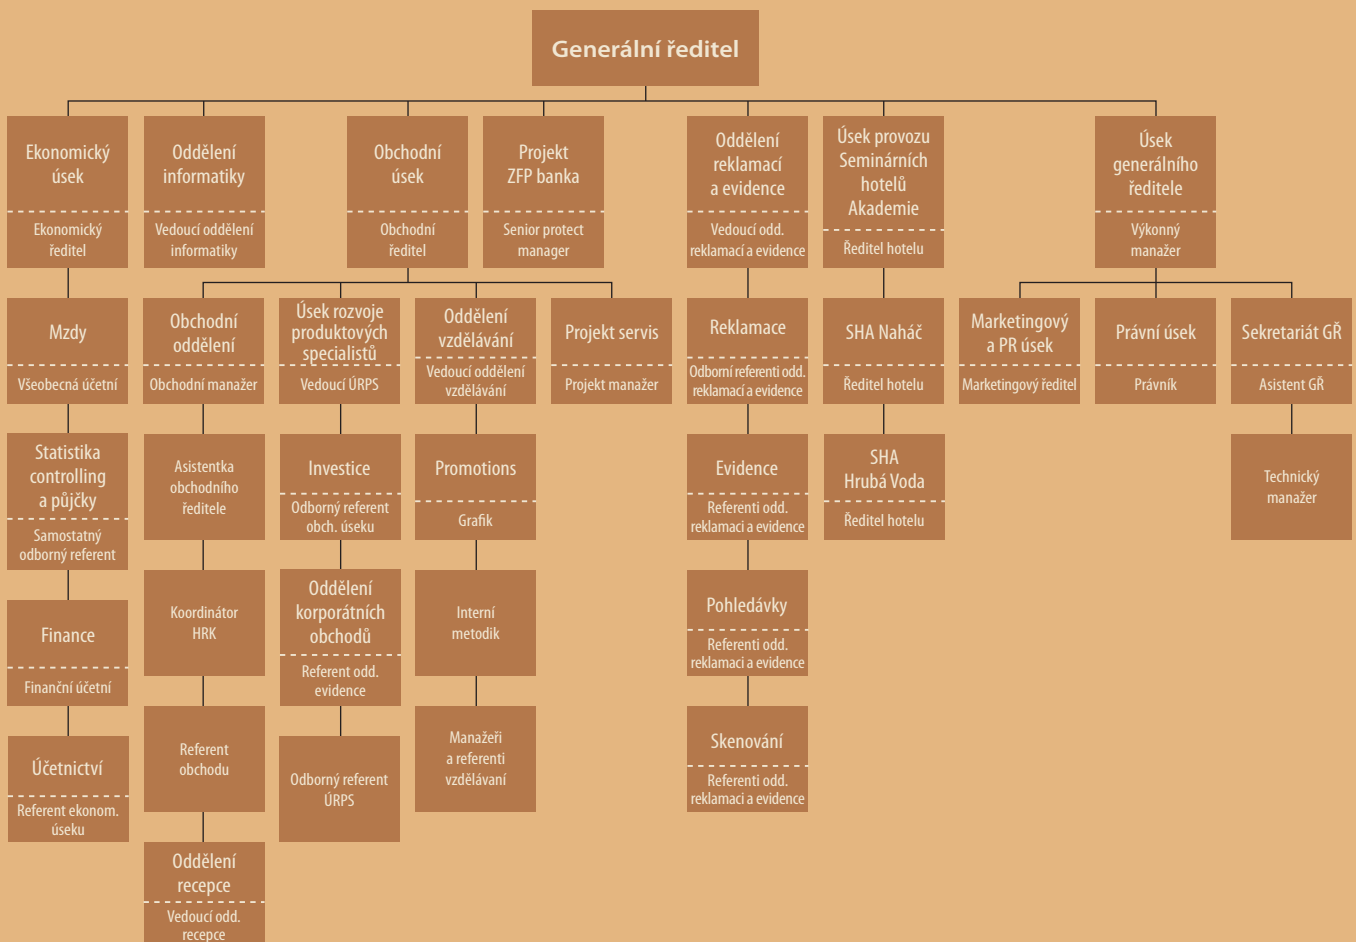 Generální ředitel
Ekonomický
úsek
Ekonomický
ředitel
Oddělení
informatiky
Vedoucí oddělení
informatiky
Obchodní
úsek
Obchodní
ředitel
Projekt
ZFP banka
Senior protect
manager
Oddělení
reklamací
a evidence
Vedoucí odd.
reklamací a evidence
Úsek provozu
Seminárních
hotelů
Akademie
Ředitel hotelu
Úsek
generálního
ředitele
Výkonný
manažer
Mzdy
Všeobecná účetní
Obchodní
oddělení
Obchodní manažer
Úsek rozvoje
produktových
specialistů
Vedoucí ÚRPS
Oddělení
vzdělávání
Vedoucí oddělení
vzdělávání
Projekt servis
Projekt manažer
Reklamace
Odborní referenti odd.
reklamací a evidence
SHA Naháč
Ředitel hotelu
Marketingový
a PR úsek
Marketingový ředitel
Právní úsek
Právník
Sekretariát GŘ
Asistent GŘ
Statistika
controlling
a půjčky
Samostatný
odborný referent
Asistentka
obchodního
ředitele
Investice
Odborný referent
obch. úseku
Promotions
Grafik
Evidence
Referenti odd.
reklamací a evidence
SHA
Hrubá Voda
Ředitel hotelu
Technický
manažer
Finance
Finanční účetní
Koordinátor
HRK
Oddělení
korporátních
obchodů
Referent odd.
evidence
Interní
metodik
Pohledávky
Referenti odd.
reklamaci a evidence
Účetnictví
Referent ekonom.
úseku
Referent
obchodu
Odborný referent
ÚRPS
Manažeři
a referenti
vzdělávaní
Skenování
Referenti odd.
reklamaci a evidence
Oddělení
recepce
Vedoucí odd.
recepce